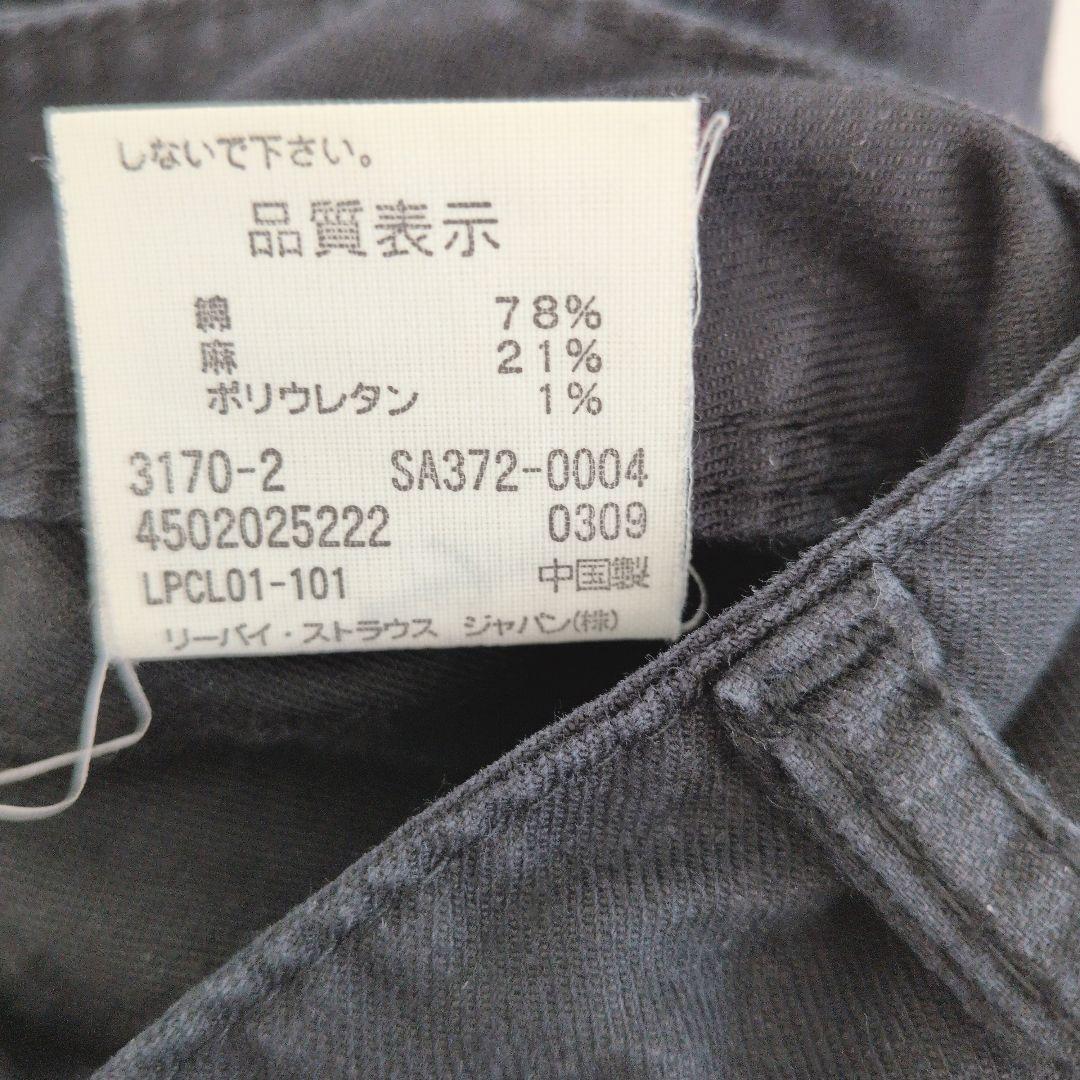 しないで下さい。
品質表示
綿 78%
麻 21%
ポリウレタン 1%
3170-2 SA372-0004
4502025222 0309
LPCL01-101 中国製
リーバイ・ストラウス ジャパン(株)